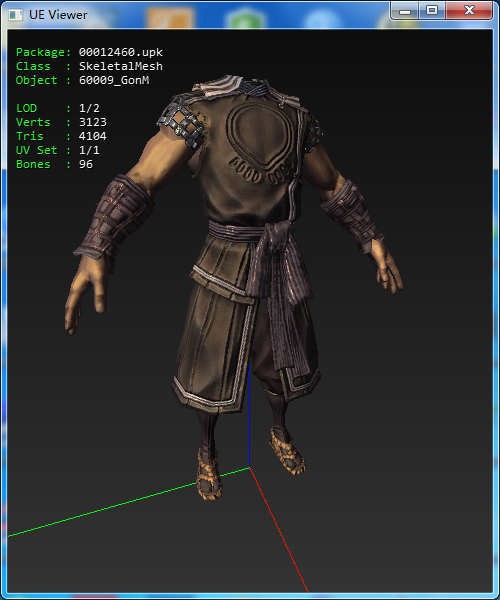 UE Viewer
Package: 00012460.upk
Class : SkeletalMesh
Object : 60009_GonM
LOD : 1/2
Verts : 3123
Tris : 4104
UV Set : 1/1
Bones : 96